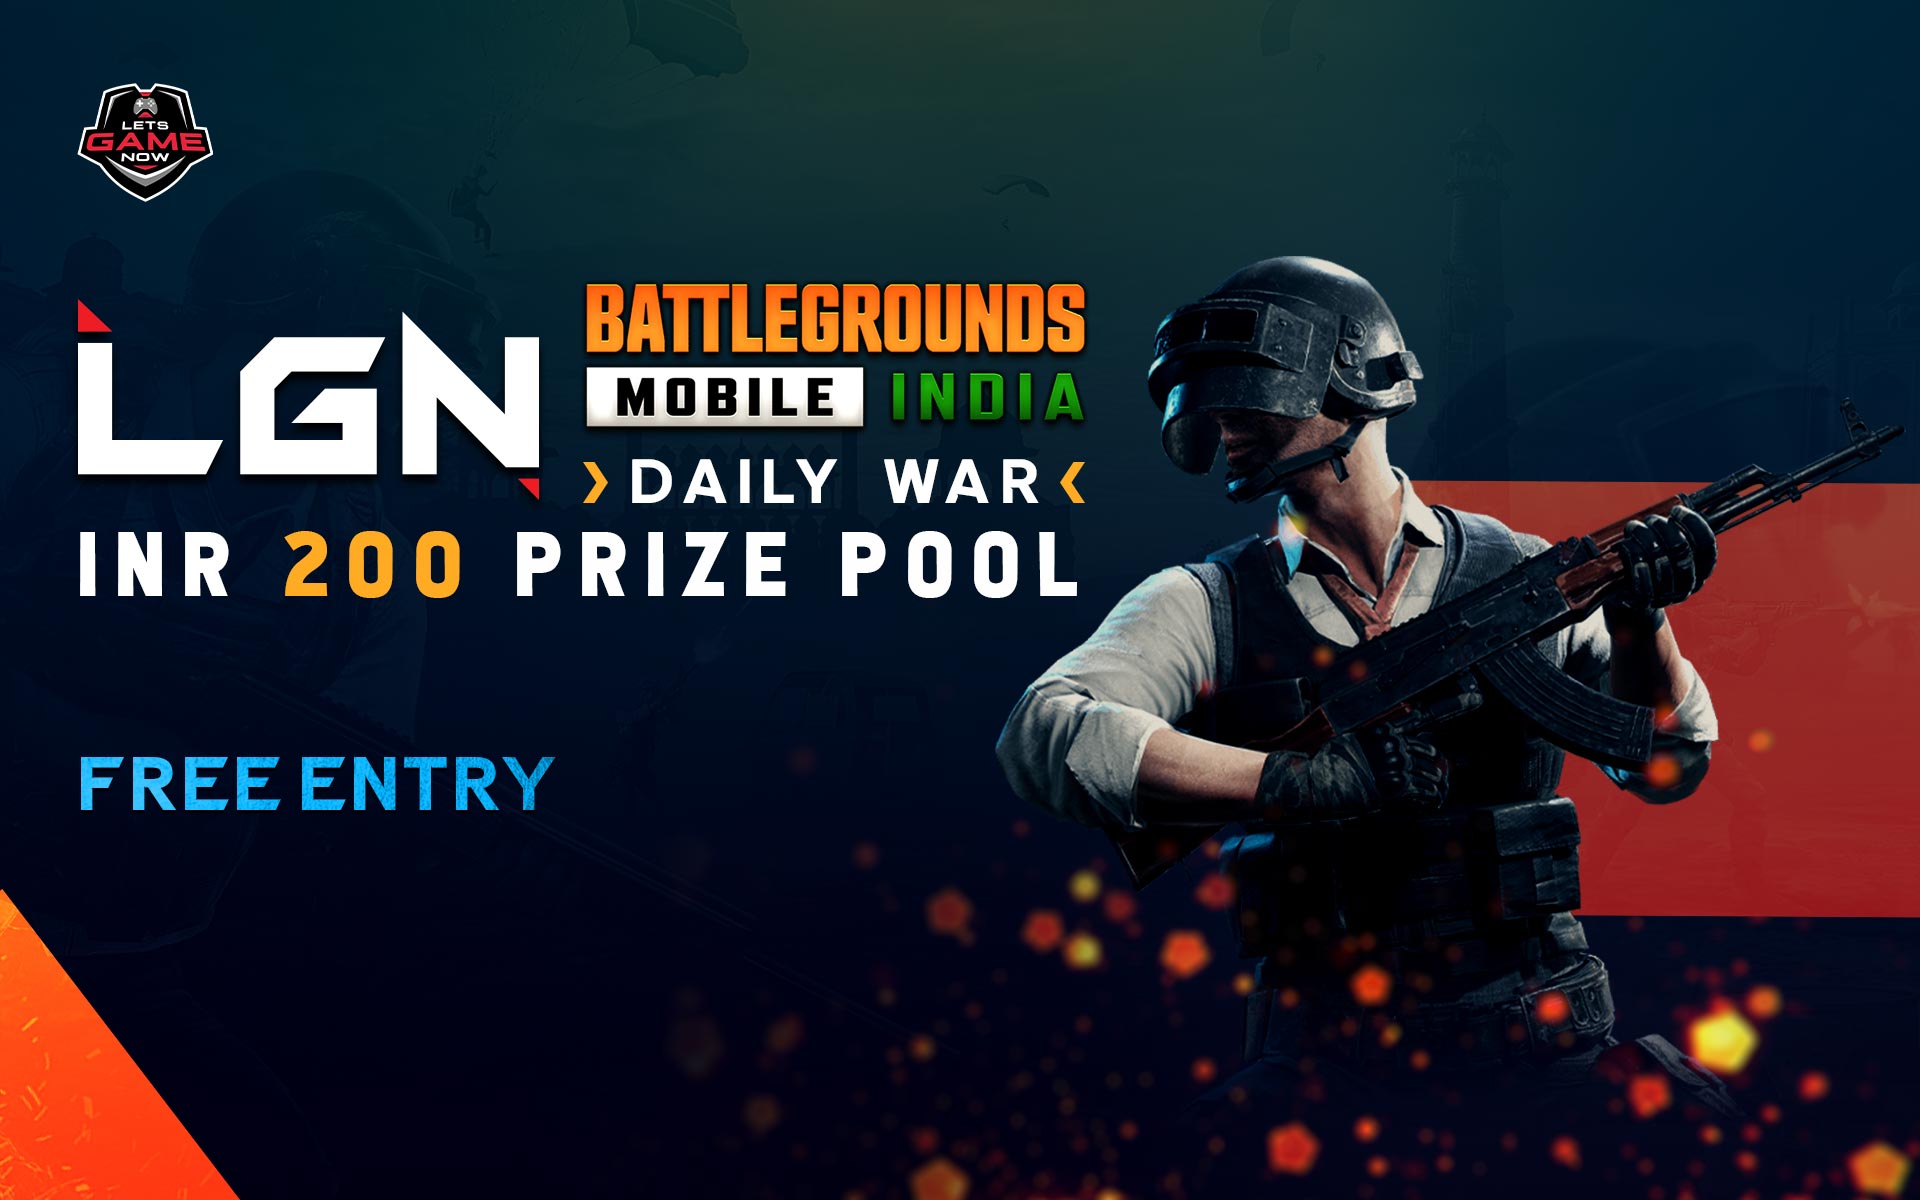 LETS
GAME
NOW
LGN
BATTLEGROUNDS
MOBILE INDIA
DAILY WAR
INR 200 PRIZE POOL
FREE ENTRY